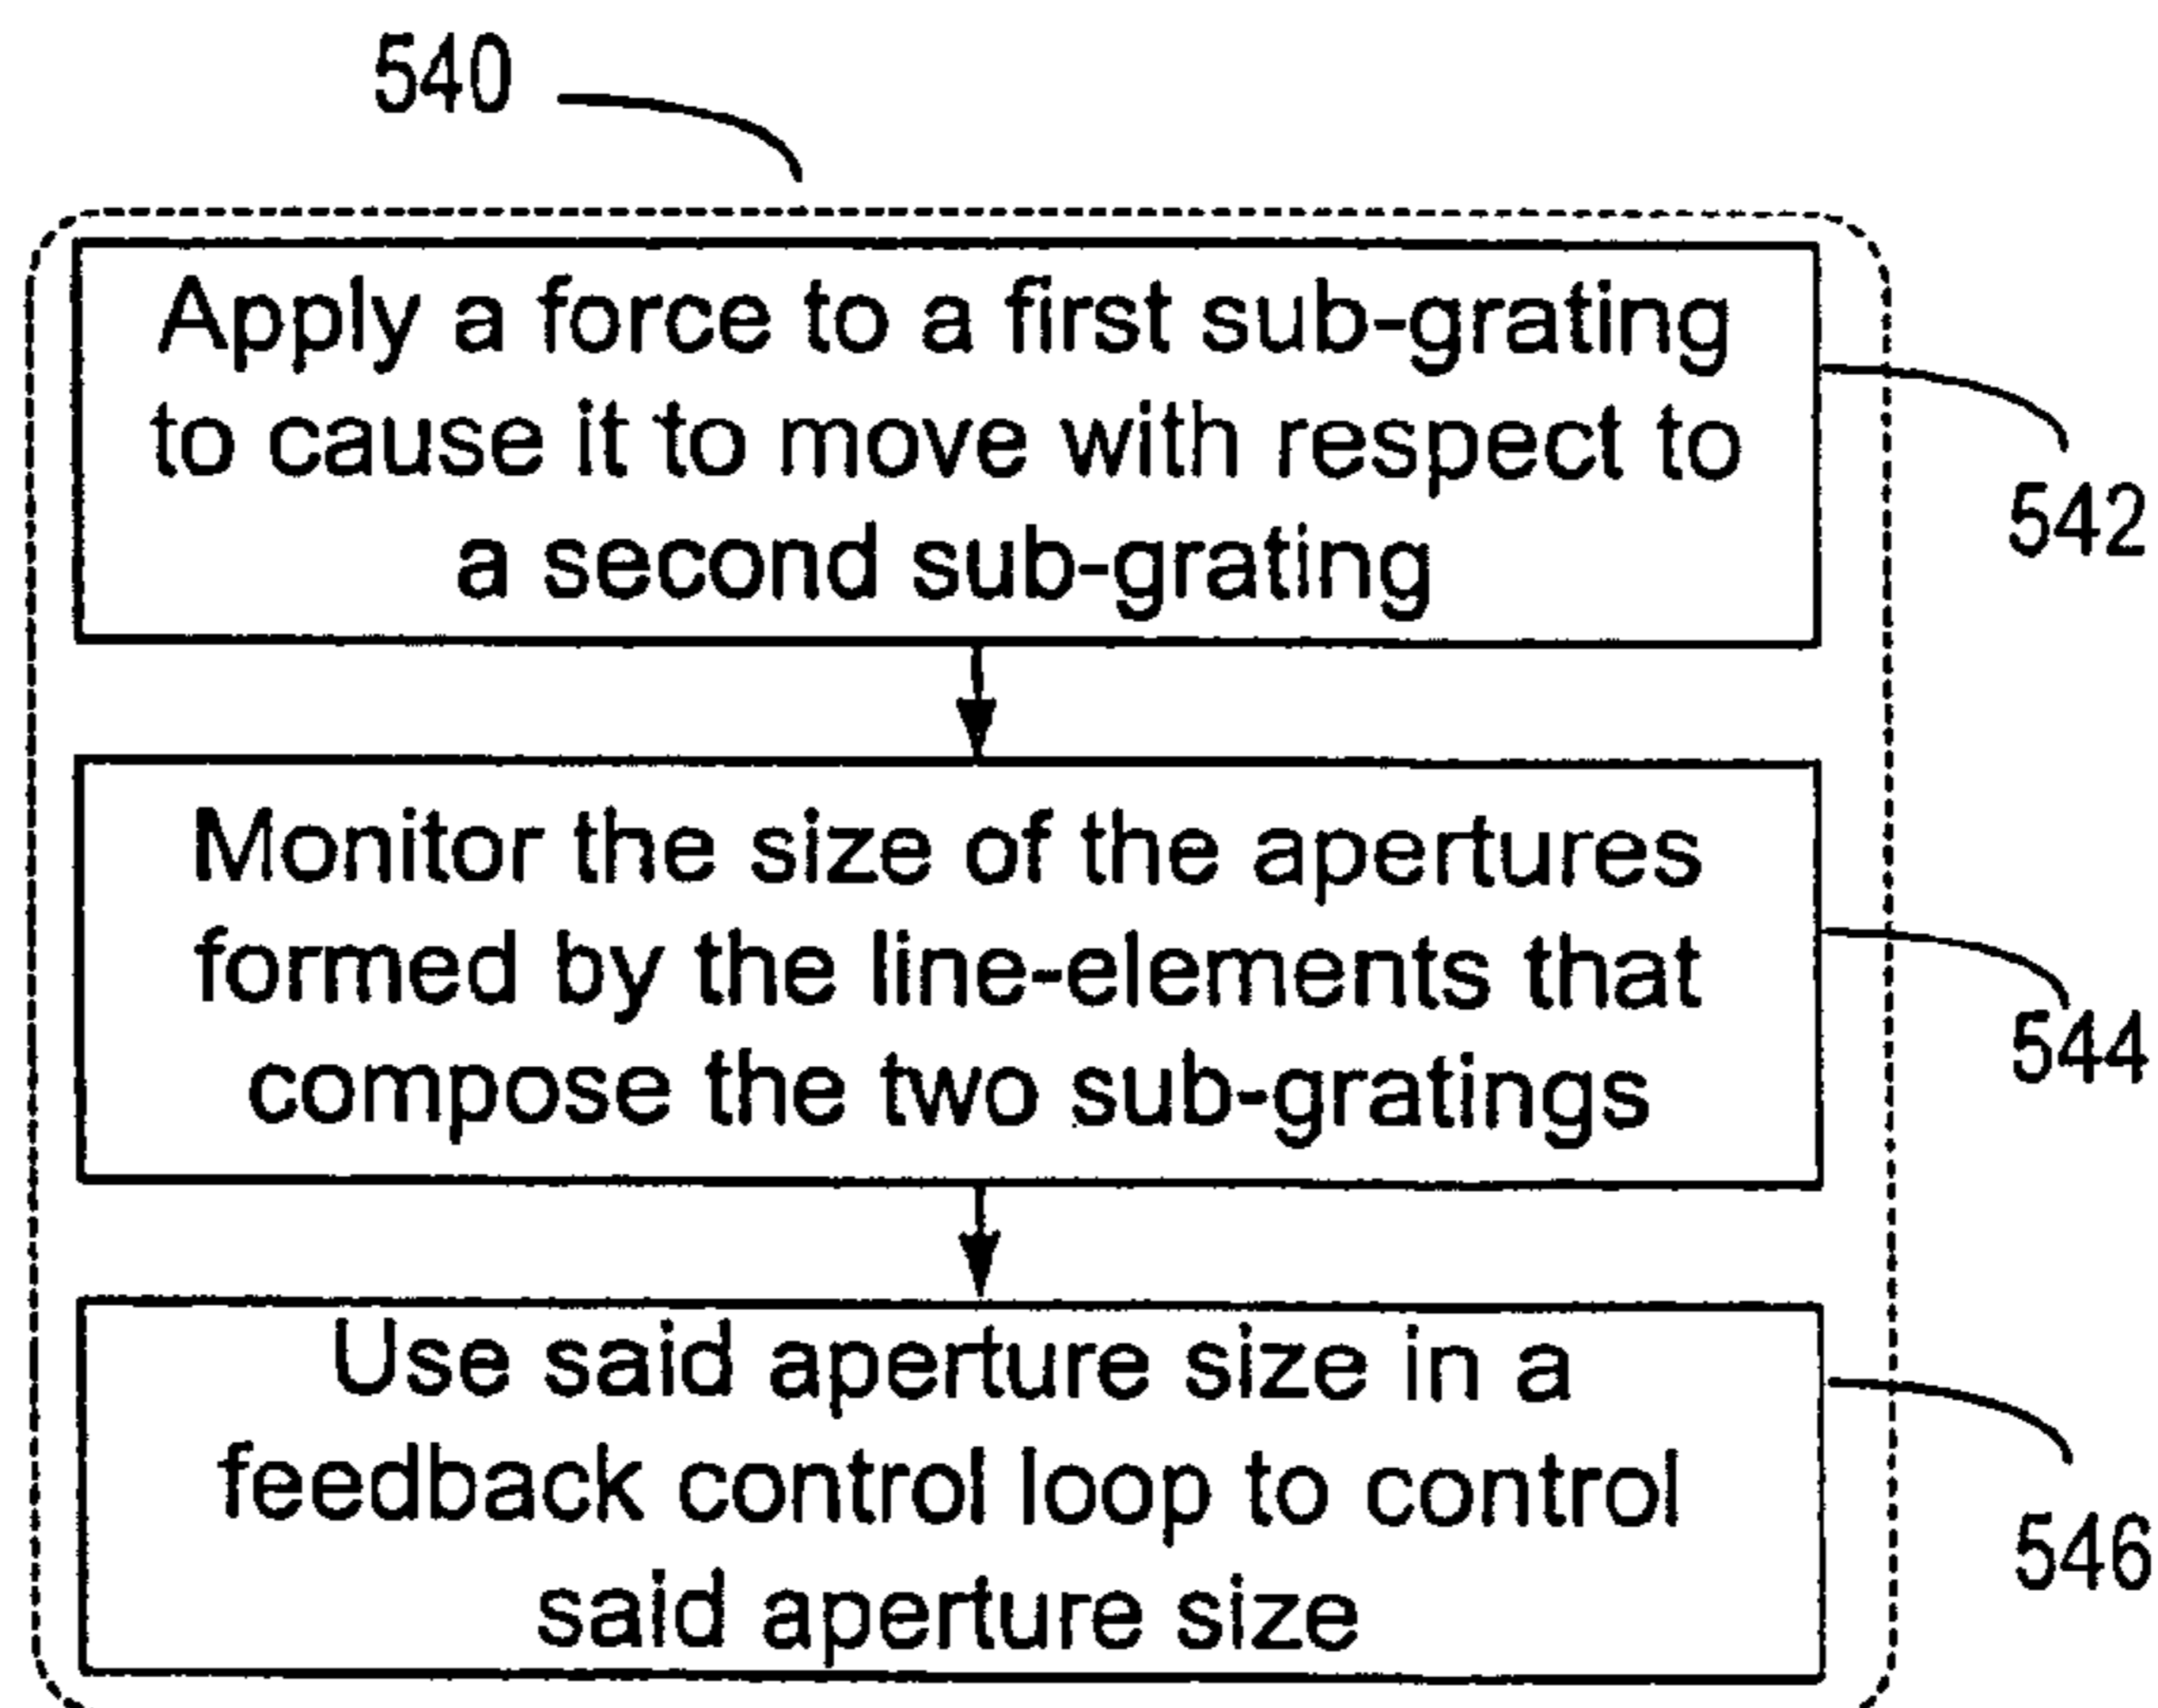 540
Apply a force to a first sub-grating
to cause it to move with respect to
a second sub-grating
542
Monitor the size of the apertures
formed by the line-elements that
compose the two sub-gratings
544
Use said aperture size in a
feedback control loop to control
said aperture size
546